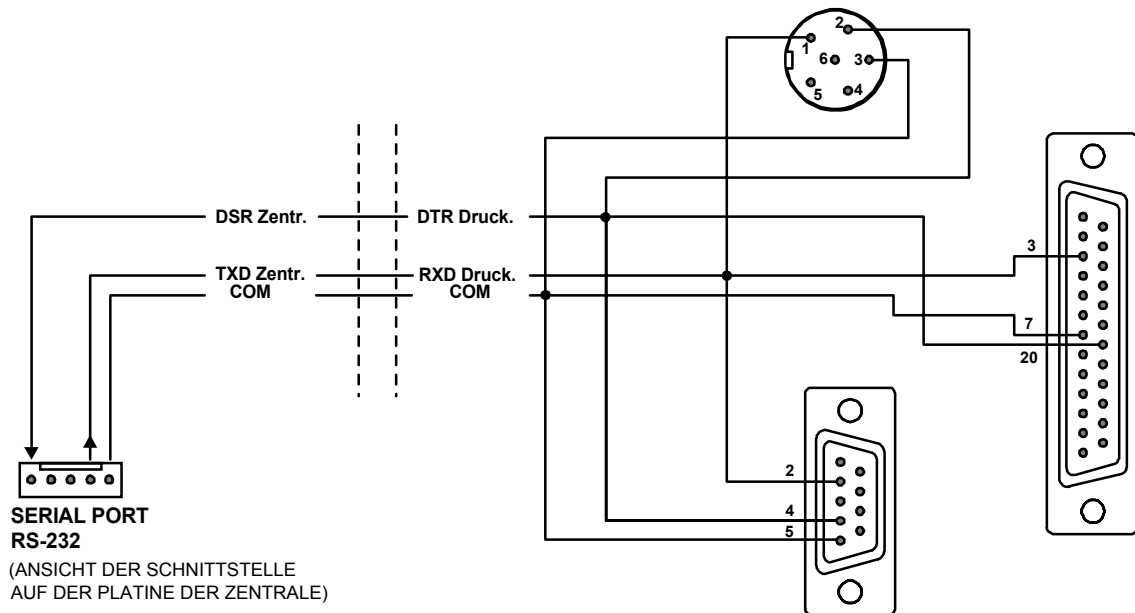 2
1
6
3
5
4
DSR Zentr.
DTR Druck.
3
TXD Zentr.
RXD Druck.
COM
COM
7
20
2
4
5
SERIAL PORT
RS-232
(ANSICHT DER SCHNITTSTELLE
AUF DER PLATINE DER ZENTRALE)